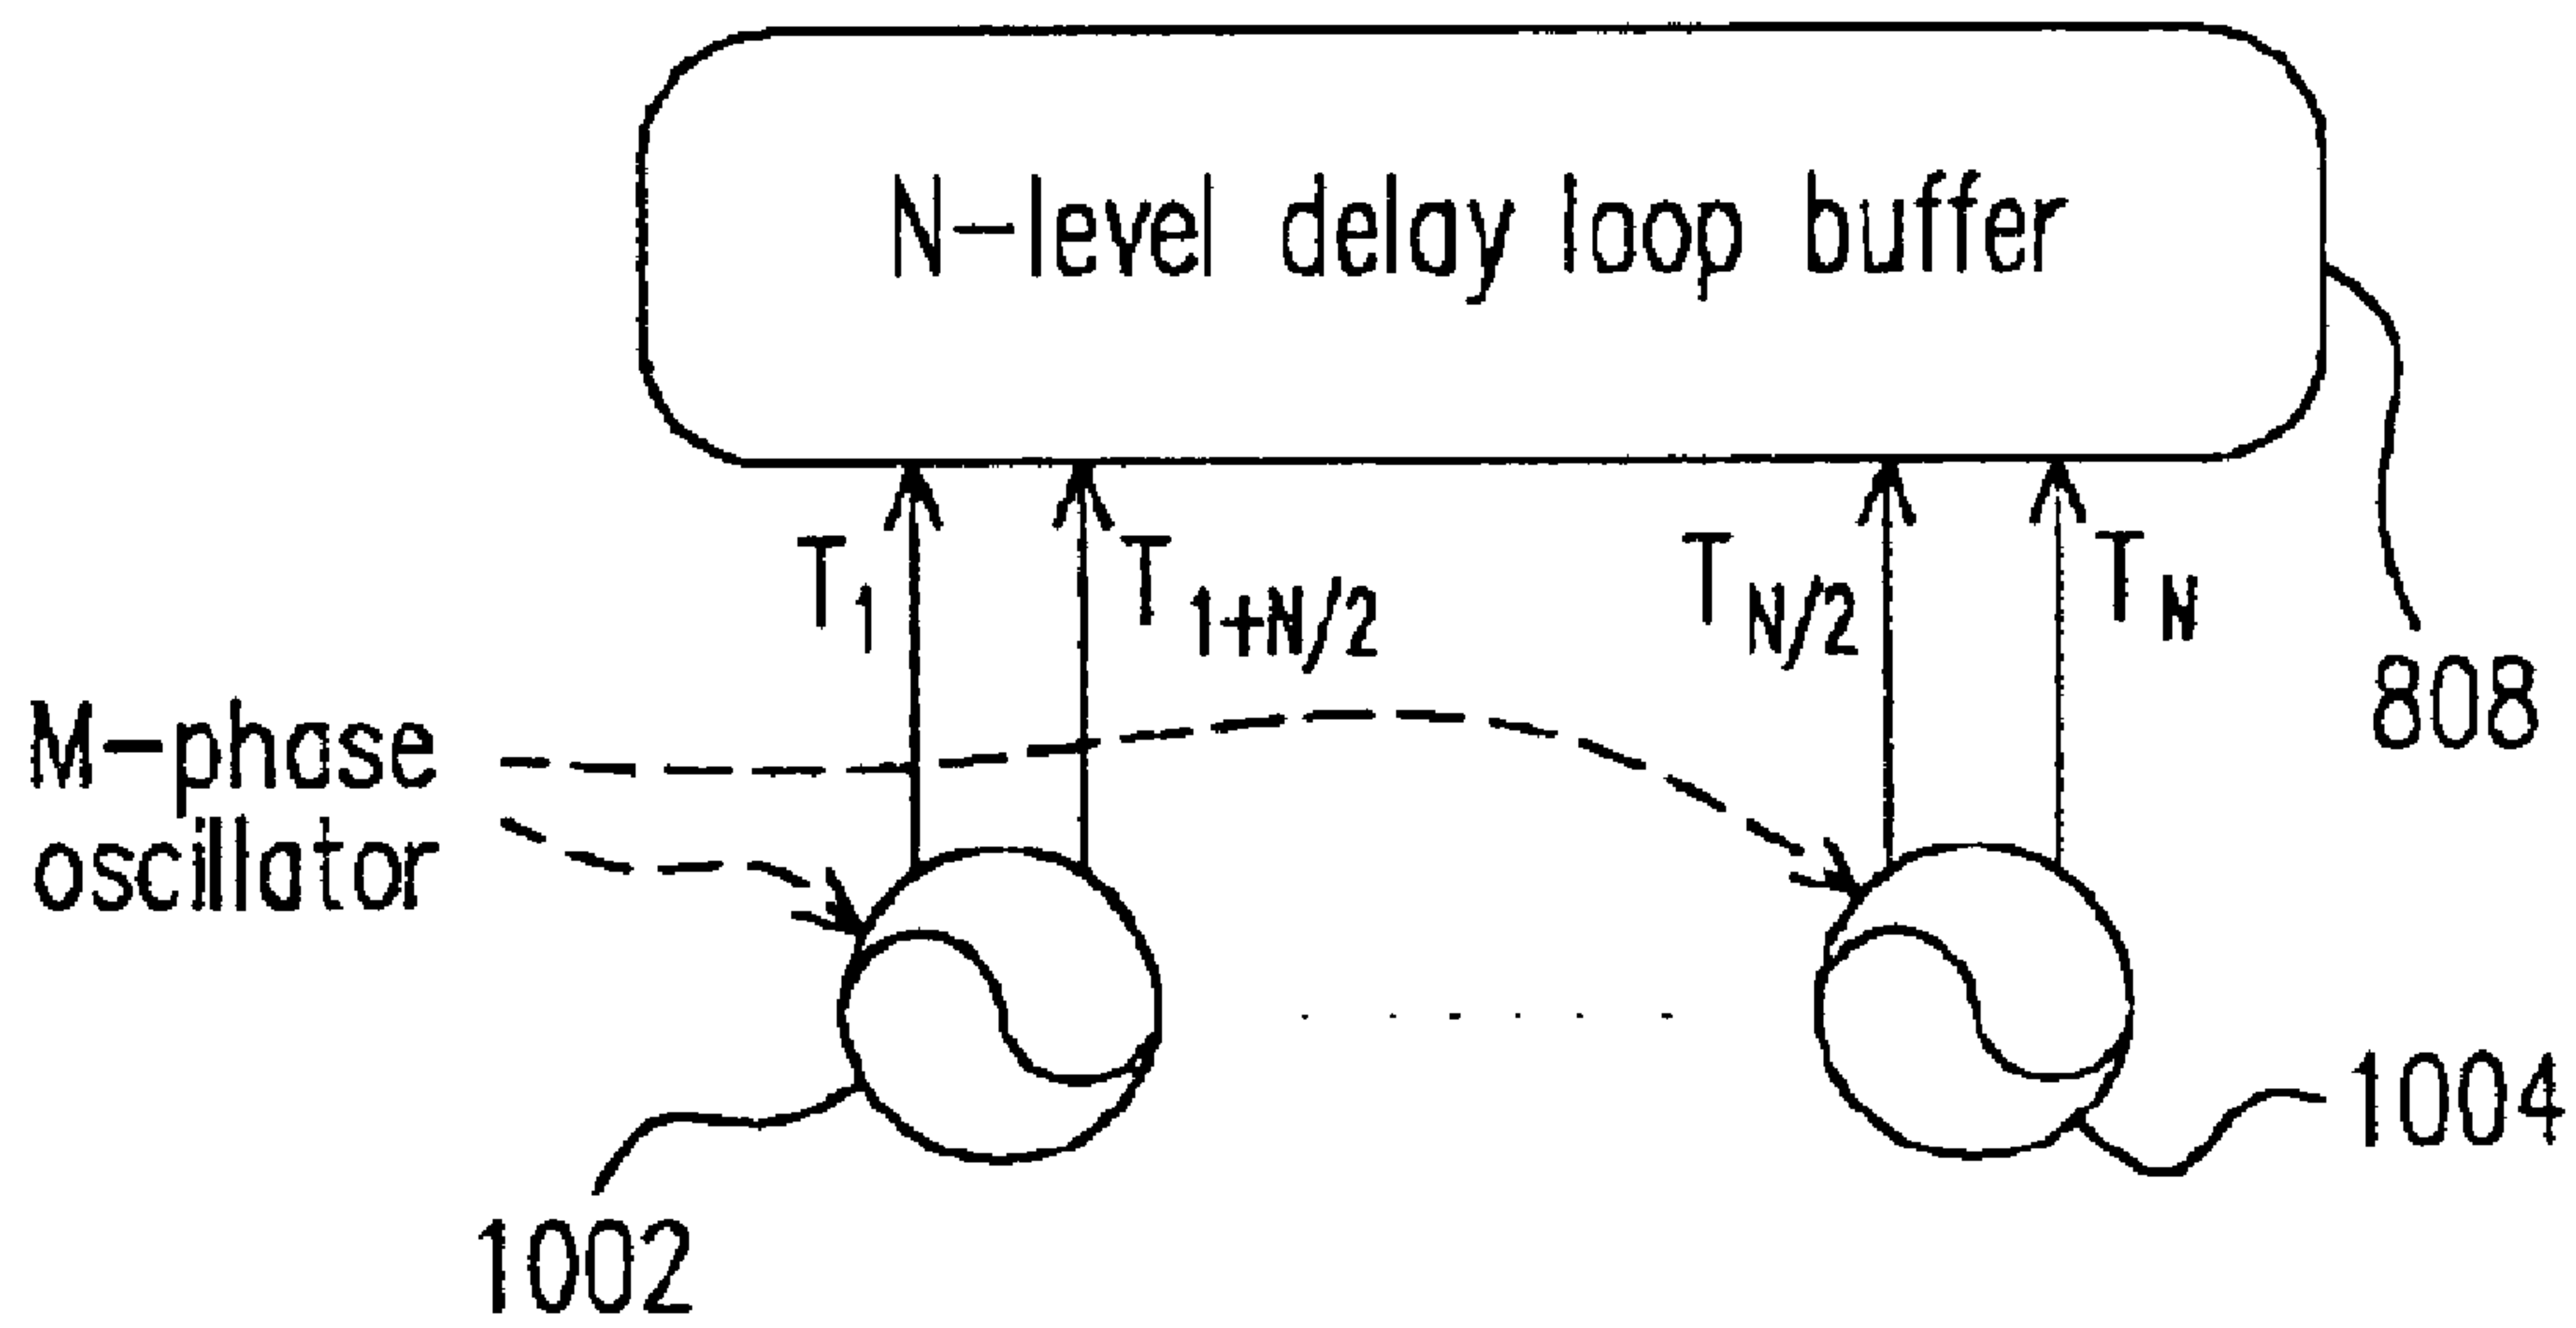 N-level delay loop buffer
T1 T1+N/2 TN/2 TN
808
M-phase
oscillator
1004
1002